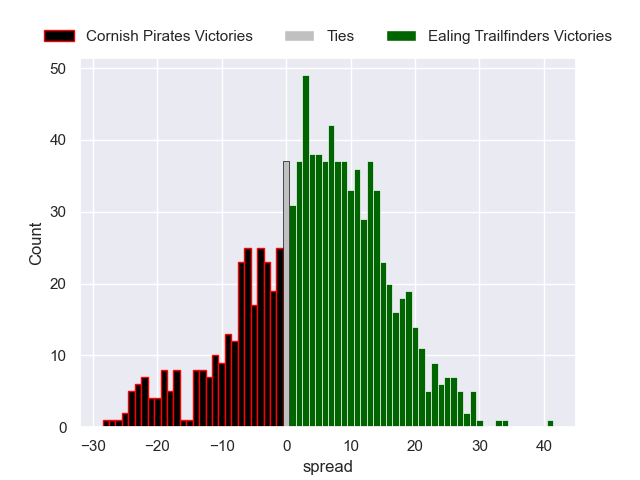 Cornish Pirates Victories Ties Ealing Trailfinders Victories
50
40
30
20
10
0
Count
−30 −20 −10 0 10 20 30 40
spread